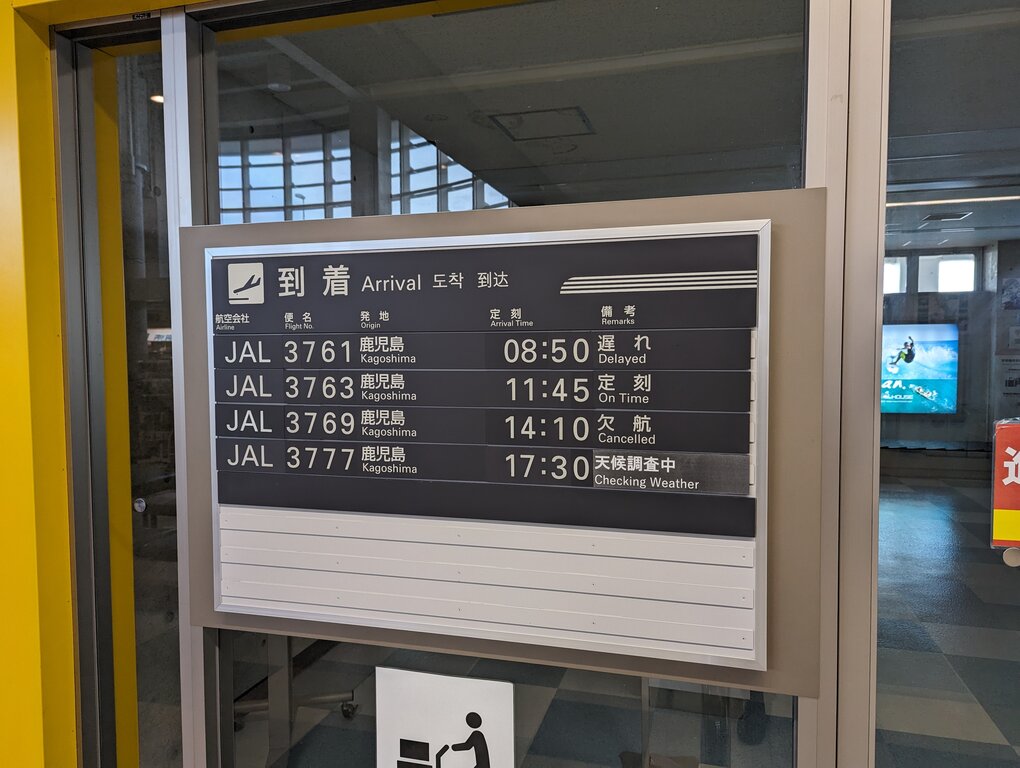 到着 Arrival 도착 到达
航空会社 便名 発地 定刻 備考
Airline Flight No. Origin Arrival Time Remarks
JAL 3761 鹿児島 Kagoshima 08:50 遅れ Delayed
JAL 3763 鹿児島 Kagoshima 11:45 定刻 On Time
JAL 3769 鹿児島 Kagoshima 14:10 欠航 Cancelled
JAL 3777 鹿児島 Kagoshima 17:30 天候調査中 Checking Weather